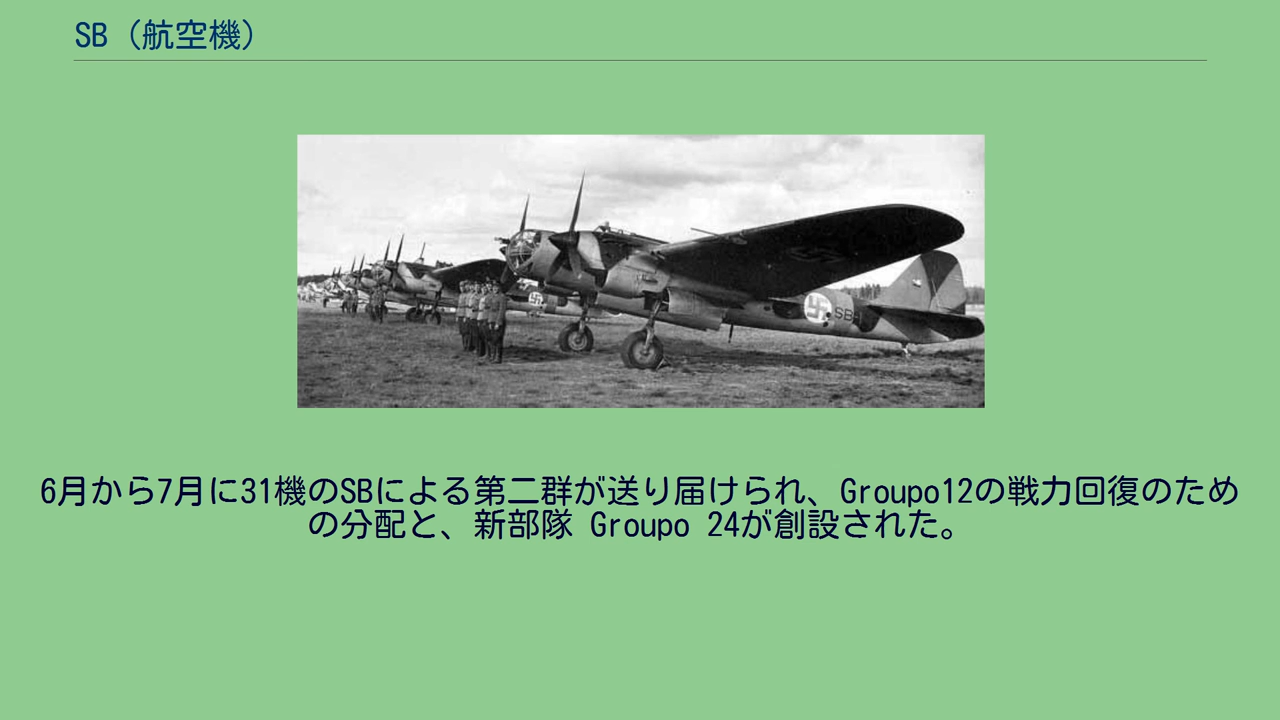 SB（航空機）
SB
6月から7月に31機のSBによる第二群が送り届けられ、Groupo12の戦力回復のため
の分配と、新部隊 Groupo 24が創設された。